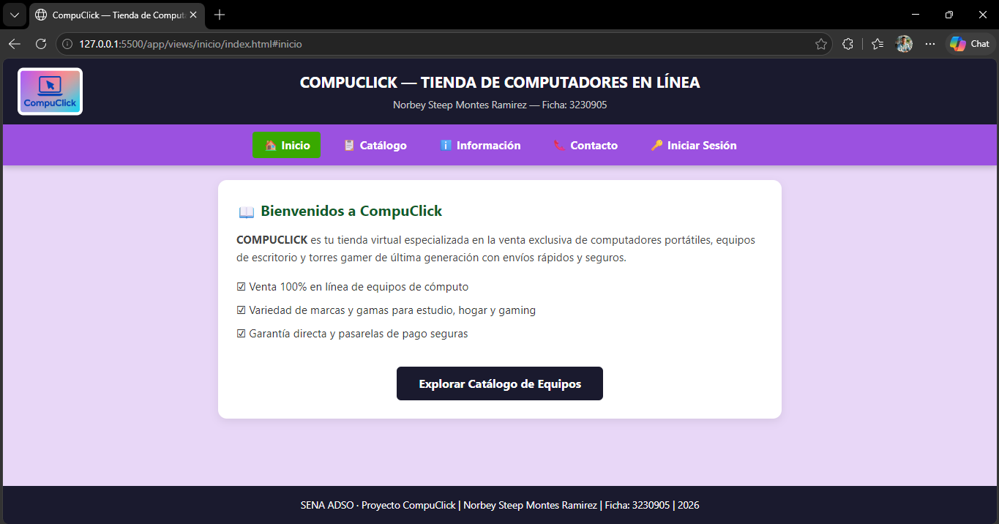 CompuClick — Tienda de Comput
127.0.0.1:5500/app/views/inicio/index.html#inicio
Chat
CompuClick
COMPUCLICK — TIENDA DE COMPUTADORES EN LÍNEA
Norbey Steep Montes Ramirez — Ficha: 3230905
Inicio
Catálogo
Información
Contacto
Iniciar Sesión
Bienvenidos a CompuClick
COMPUCLICK es tu tienda virtual especializada en la venta exclusiva de computadores portátiles, equipos
de escritorio y torres gamer de última generación con envíos rápidos y seguros.
☑ Venta 100% en línea de equipos de cómputo
☑ Variedad de marcas y gamas para estudio, hogar y gaming
☑ Garantía directa y pasarelas de pago seguras
Explorar Catálogo de Equipos
SENA ADSO · Proyecto CompuClick | Norbey Steep Montes Ramirez | Ficha: 3230905 | 2026